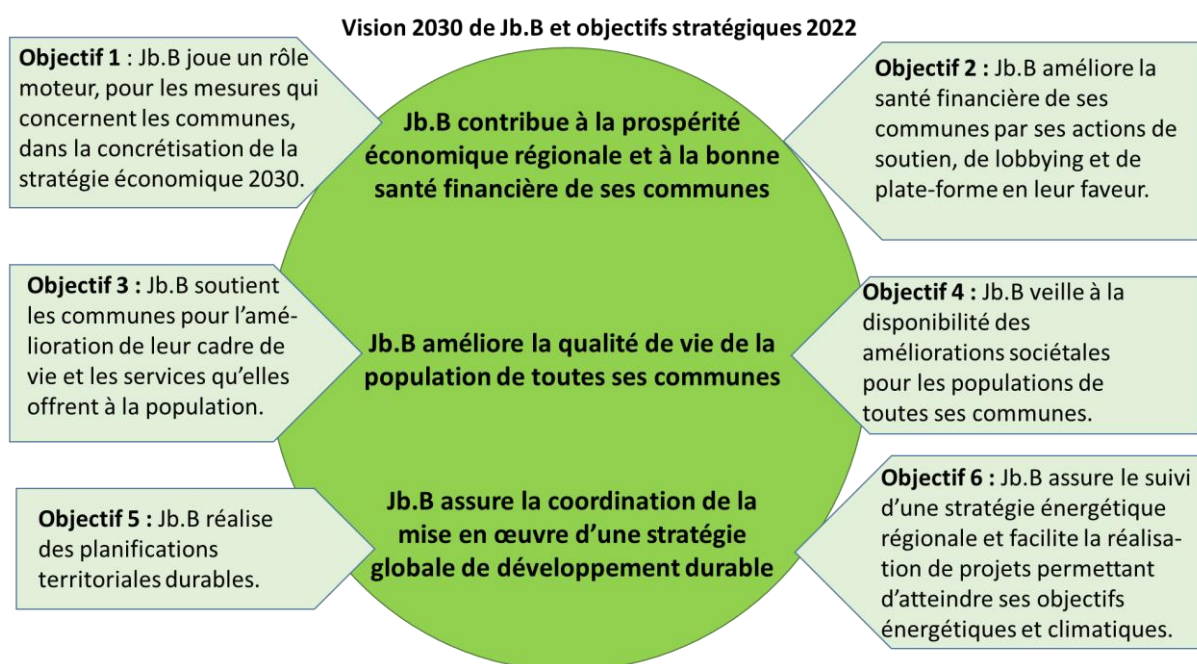 Vision 2030 de Jb.B et objectifs stratégiques 2022
Objectif 1 : Jb.B joue un rôle
moteur, pour les mesures qui
concernent les communes,
dans la concrétisation de la
stratégie économique 2030.
Jb.B contribue à la prospérité
économique régionale et à la bonne
santé financière de ses communes
Objectif 2 : Jb.B améliore la
santé financière de ses
communes par ses actions de
soutien, de lobbying et de
plate-forme en leur faveur.
Objectif 3 : Jb.B soutient
les communes pour l’amé-
lioration de leur cadre de
vie et les services qu’elles
offrent à la population.
Jb.B améliore la qualité de vie de la
population de toutes ses communes
Objectif 4 : Jb.B veille à la
disponibilité des
améliorations sociétales
pour les populations de
toutes ses communes.
Objectif 5 : Jb.B réalise
des planifications
territoriales durables.
Jb.B assure la coordination de la
mise en œuvre d’une stratégie
globale de développement durable
Objectif 6 : Jb.B assure le suivi
d’une stratégie énergétique
régionale et facilite la réalisa-
tion de projets permettant
d’atteindre ses objectifs
énergétiques et climatiques.